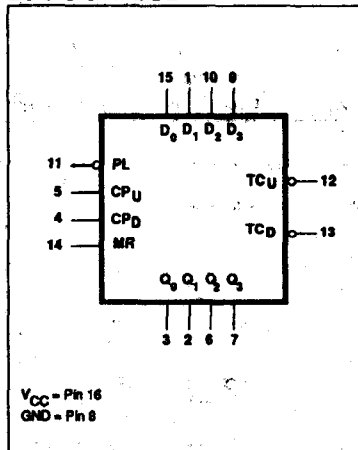 15 1 10 9
D0 D1 D2 D3
11 PL
5 CPU
4 CPD
14 MR
TCU 12
TCD 13
Q0 Q1 Q2 Q3
3 2 6 7
VCC = Pin 16
GND = Pin 8